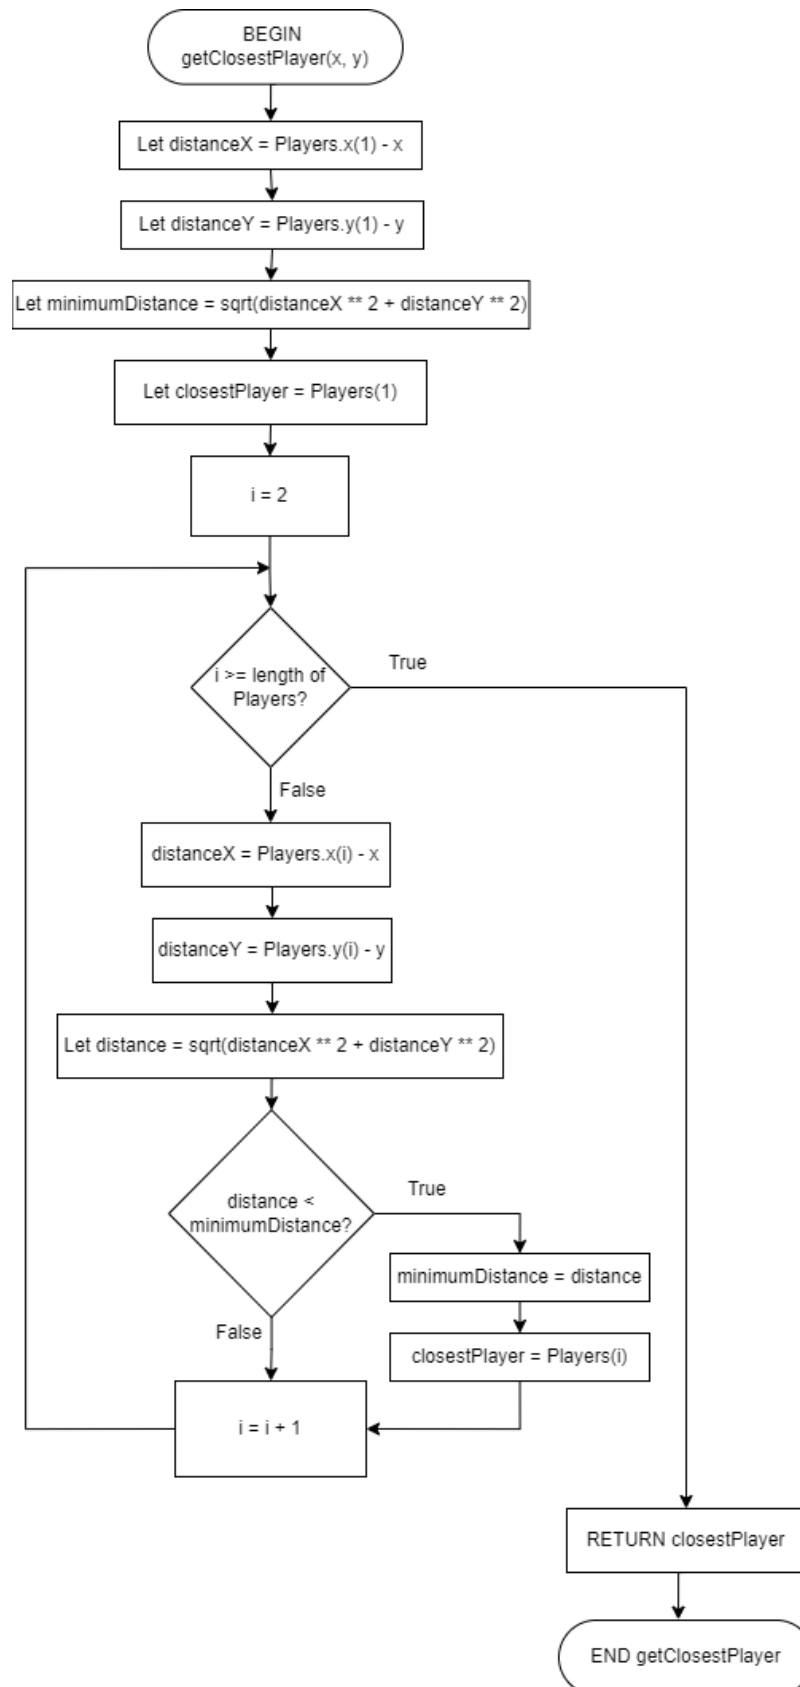 BEGIN
getClosestPlayer(x, y)
Let distanceX = Players.x(1) - x
Let distanceY = Players.y(1) - y
Let minimumDistance = sqrt(distanceX ** 2 + distanceY ** 2)
Let closestPlayer = Players(1)
i = 2
i >= length of
Players?
True
False
distanceX = Players.x(i) - x
distanceY = Players.y(i) - y
Let distance = sqrt(distanceX ** 2 + distanceY ** 2)
distance <
minimumDistance?
True
minimumDistance = distance
closestPlayer = Players(i)
False
i = i + 1
RETURN closestPlayer
END getClosestPlayer